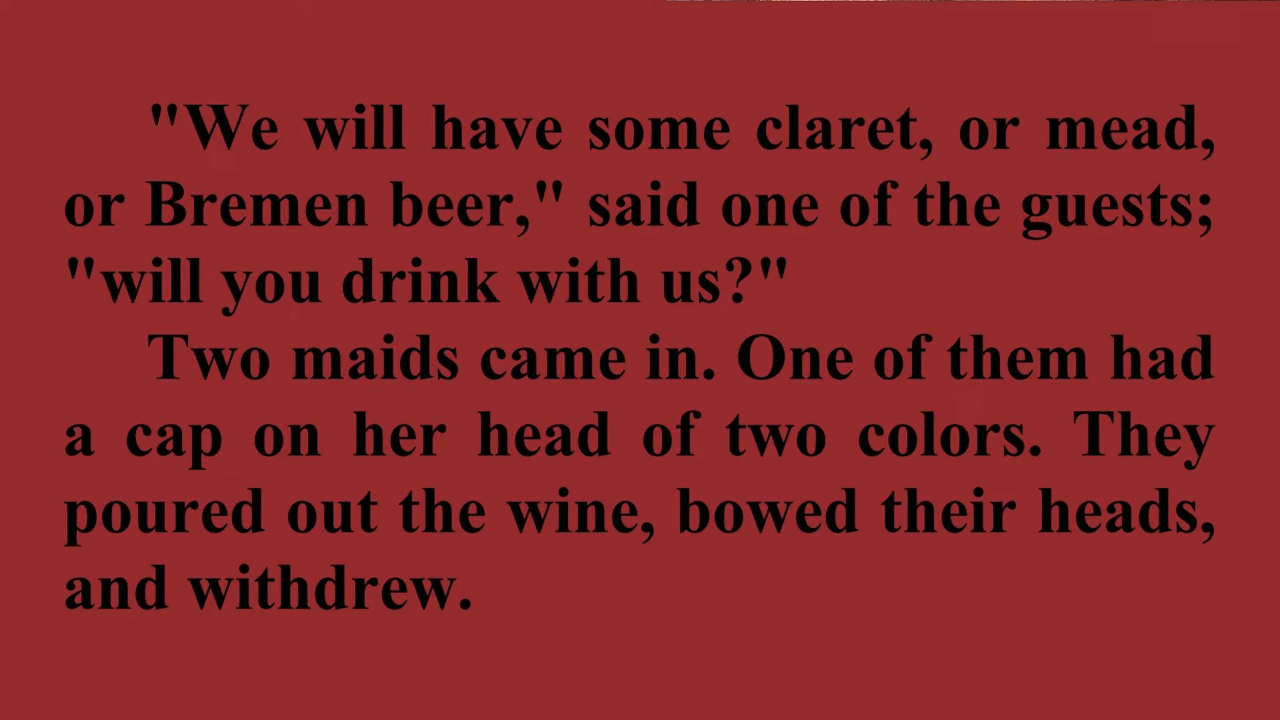 "We will have some claret, or mead,
or Bremen beer," said one of the guests;
"will you drink with us?"
Two maids came in. One of them had
a cap on her head of two colors. They
poured out the wine, bowed their heads,
and withdrew.